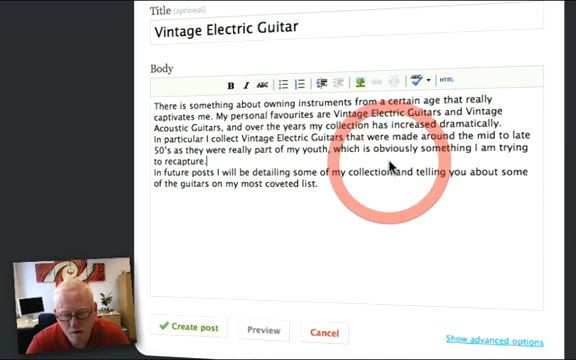 Title (optional)
Vintage Electric Guitar
Body
B I ABC ABC HTML
There is something about owning instruments from a certain age that really
captivates me. My personal favourites are Vintage Electric Guitars and Vintage
Acoustic Guitars, and over the years my collection has increased dramatically.
In particular I collect Vintage Electric Guitars that were made around the mid to late
50's as they were really part of my youth, which is obviously something I am trying
to recapture.
In future posts I will be detailing some of my collection and telling you about some
of the guitars on my most coveted list.
Create post Preview Cancel
Show advanced options